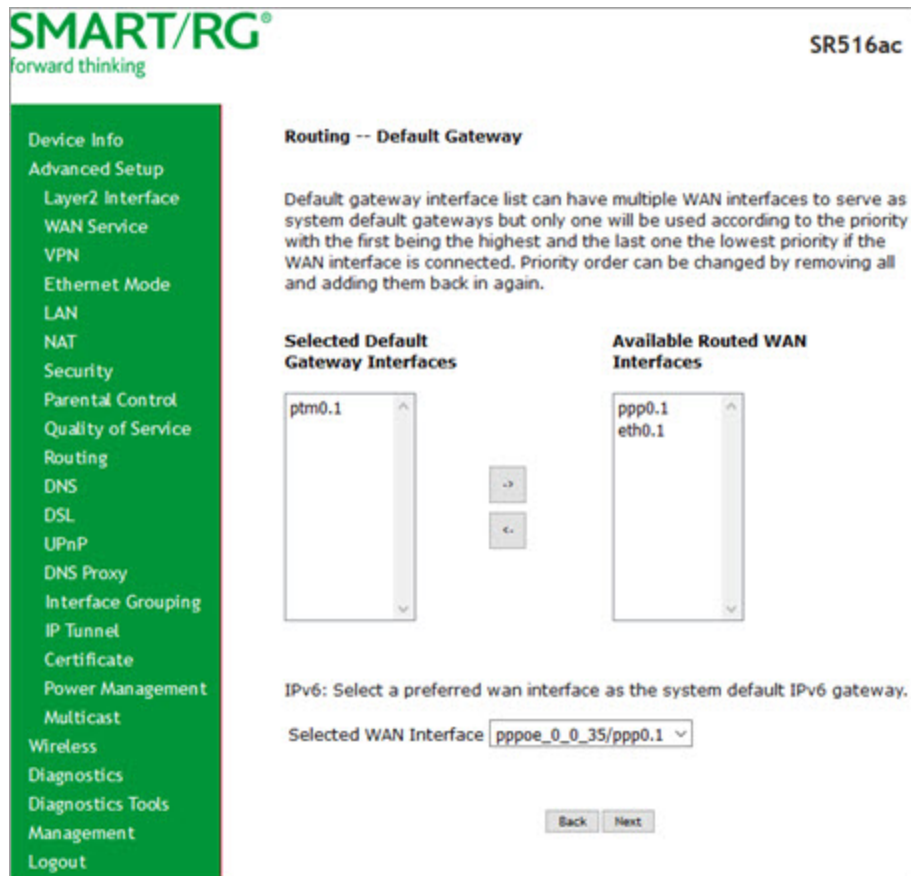 SMART/RG®
forward thinking
SR516ac
Device Info
Advanced Setup
Layer2 Interface
WAN Service
VPN
Ethernet Mode
LAN
NAT
Security
Parental Control
Quality of Service
Routing
DNS
DSL
UPnP
DNS Proxy
Interface Grouping
IP Tunnel
Certificate
Power Management
Multicast
Wireless
Diagnostics
Diagnostics Tools
Management
Logout
Routing -- Default Gateway
Default gateway interface list can have multiple WAN interfaces to serve as
system default gateways but only one will be used according to the priority
with the first being the highest and the last one the lowest priority if the
WAN interface is connected. Priority order can be changed by removing all
and adding them back in again.
Selected Default
Gateway Interfaces
ptm0.1
->
<-
Available Routed WAN
Interfaces
ppp0.1
eth0.1
IPv6: Select a preferred wan interface as the system default IPv6 gateway.
Selected WAN Interface pppoe_0_0_35/ppp0.1
Back Next